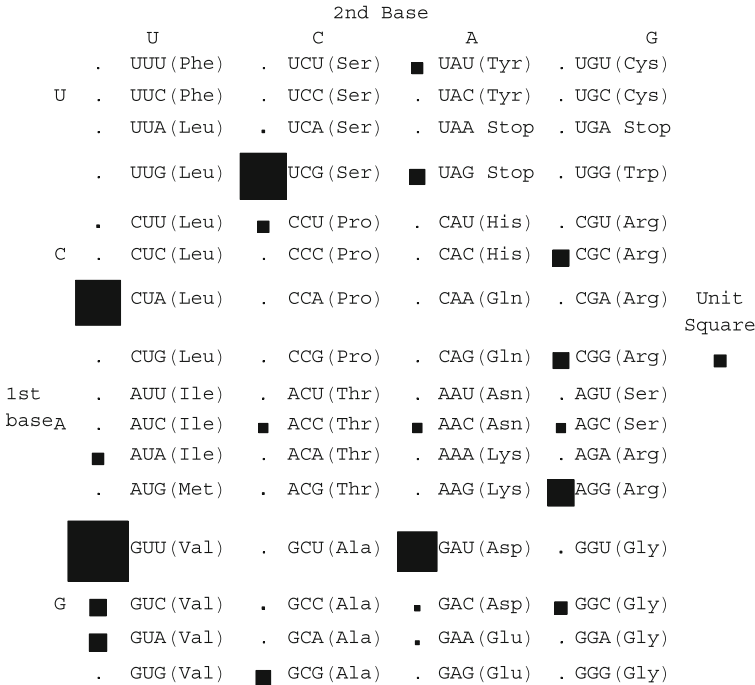 2nd Base
U C A G
. UUU(Phe) . UCU(Ser) UAU(Tyr) . UGU(Cys)
U . UUC(Phe) . UCC(Ser) . UAC(Tyr) . UGC(Cys)
. UUA(Leu) . UCA(Ser) . UAA Stop . UGA Stop
. UUG(Leu) UCG(Ser) UAG Stop . UGG(Trp)
. CUU(Leu) CCU(Pro) . CAU(His) . CGU(Arg)
C . CUC(Leu) . CCC(Pro) . CAC(His) CGC(Arg)
CUA(Leu) . CCA(Pro) . CAA(Gln) . CGA(Arg) Unit
Square
. CUG(Leu) . CCG(Pro) . CAG(Gln) CGG(Arg)
1st . AUU(Ile) . ACU(Thr) . AAU(Asn) . AGU(Ser)
base A . AUC(Ile) ACC(Thr) AAC(Asn) AGC(Ser)
AUA(Ile) . ACA(Thr) . AAA(Lys) . AGA(Arg)
. AUG(Met) . ACG(Thr) . AAG(Lys) AGG(Arg)
GUU(Val) . GCU(Ala) GAU(Asp) . GGU(Gly)
G GUC(Val) . GCC(Ala) GAC(Asp) GGC(Gly)
GUA(Val) . GCA(Ala) . GAA(Glu) . GGA(Gly)
. GUG(Val) GCG(Ala) . GAG(Glu) . GGG(Gly)